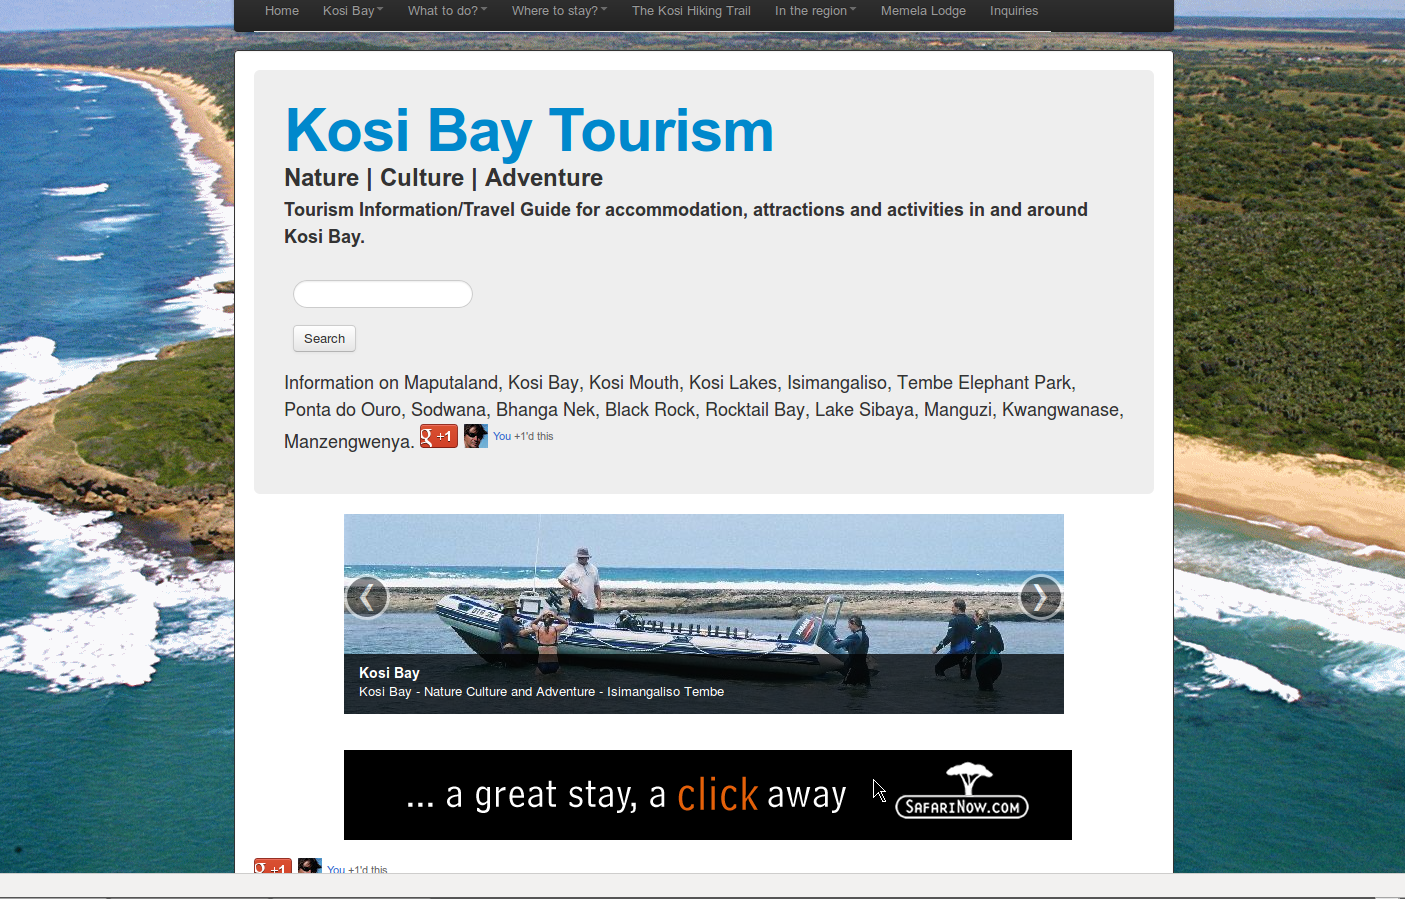 Home Kosi Bay What to do? Where to stay? The Kosi Hiking Trail In the region Memela Lodge Inquiries
Kosi Bay Tourism
Nature | Culture | Adventure
Tourism Information/Travel Guide for accommodation, attractions and activities in and around
Kosi Bay.
Search
Information on Maputaland, Kosi Bay, Kosi Mouth, Kosi Lakes, Isimangaliso, Tembe Elephant Park,
Ponta do Ouro, Sodwana, Bhanga Nek, Black Rock, Rocktail Bay, Lake Sibaya, Manguzi, Kwangwanase,
Manzengwenya. g +1 You +1'd this
Kosi Bay
Kosi Bay - Nature Culture and Adventure - Isimangaliso Tembe
... a great stay, a click away SAFARINOW.COM
g +1 You +1'd this